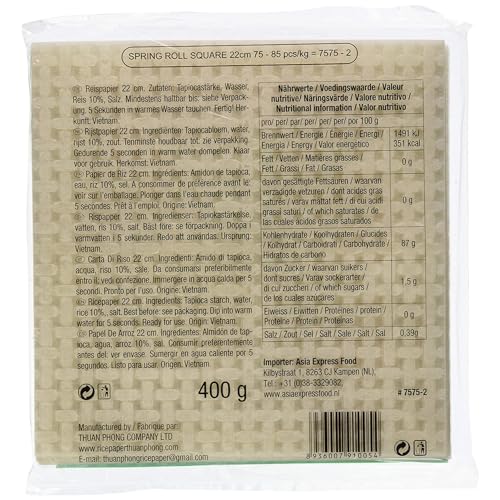 SPRING ROLL SQUARE 22cm 75 - 85 pcs/kg = 7575 - 2
Reispapier 22 cm. Zutaten: Tapiocastärke, Wasser,
Reis 10%, Salz. Mindestens haltbar bis: siehe Verpackung.
5 Sekunden in warmes Wasser tauchen. Fertig!
Herkunft: Vietnam.
Rijstpapier 22 cm. Ingredienten: Tapiocabloem, water,
rijst 10%, zout. Tenminste houdbaar tot: zie verpakking.
Gedurende 5 seconden in warm water dompelen. Klaar
voor gebruik. Herkomst: Vietnam.
Papier de Riz 22 cm. Ingrédients: Amidon de tapioca,
eau, riz 10%, sel. A consommer de préférence avant le:
voir sur l'emballage. Plonger dans l'eau chaude pendant
5 secondes. Prêt à l'emploi. Origine: Vietnam.
Rispapper 22 cm. Ingredienser: Tapiokastärkelse,
vatten, ris 10%, salt. Bäst före: se förpackning. Doppa i
varmvatten i 5 sekunder. Redo att användas. Ursprung:
Vietnam.
Carta Di Riso 22 cm. Ingredienti: Amido di tapioca,
acqua, riso 10%, sale. Da consumarsi preferibilmente
entro il: vedi confezione. Immergere in acqua calda per 5
secondi. Pronto per l'uso. Origine: Vietnam.
Ricepaper 22 cm. Ingredients: Tapioca starch, water,
rice 10%, salt. Best before: see packaging. Dip into warm
water for 5 seconds. Ready for use. Origin: Vietnam.
Papel De Arroz 22 cm. Ingredientes: Almidón de tapioca,
agua, arroz 10%, sal. Consumir preferentemente
antes del: ver envase. Sumergir en agua caliente por 5
segundos. Listo para usar. Origen: Vietnam.
400 g
Manufactured by / Fabrique par:
THUAN PHONG COMPANY LTD
www.ricepaperthuanphong.com
E-mail: thuanphongricepaper@gmail.com
Nährwerte / Voedingswaarde / Valeur
nutritive / Näringsvärde / Valore nutritivo /
Nutritional information / Valor nutritivo
pro/ per/ par/ per/ per/ per/ por 100 g
Brennwert / Energie / Énergie / Energi / 1491 kJ
Energia / Energy / Valor energetico 351 kcal
Fett / Vetten / Matières grasses /
Fett / Grassi / Fat / Grasas 0 g
davon gesättigte Fettsäuren / waarvan
verzadigde vetzuren / dont acides gras
saturés / varav mättat fett / di cui acidi 0 g
grassi saturi / of which saturates / de las
cuales grasas saturados
Kohlenhydrate / Koolhydraten / Glucides
/ Kolhydrat / Carboidrati / Carbohydrate / 87 g
Hidratos de carbono
davon Zucker / waarvan suikers /
dont sucres / Varav sockerarter /
di cui zuccheri / of which sugars / 1,5 g
de los cuales azúcares
Eiweiss / Eiwitten / Protéines / protein / 0 g
Proteine / Protein / Proteínas
Salz / Zout / Sel / Salt / Sale / Salt / Sal 0,39g
Importer: Asia Express Food
Kilbystraat 1, 8263 CJ Kampen (NL),
Tel.: + 31 (0)38-3329082
www.asiaexpressfood.nl
# 7575-2
8 936007 910054